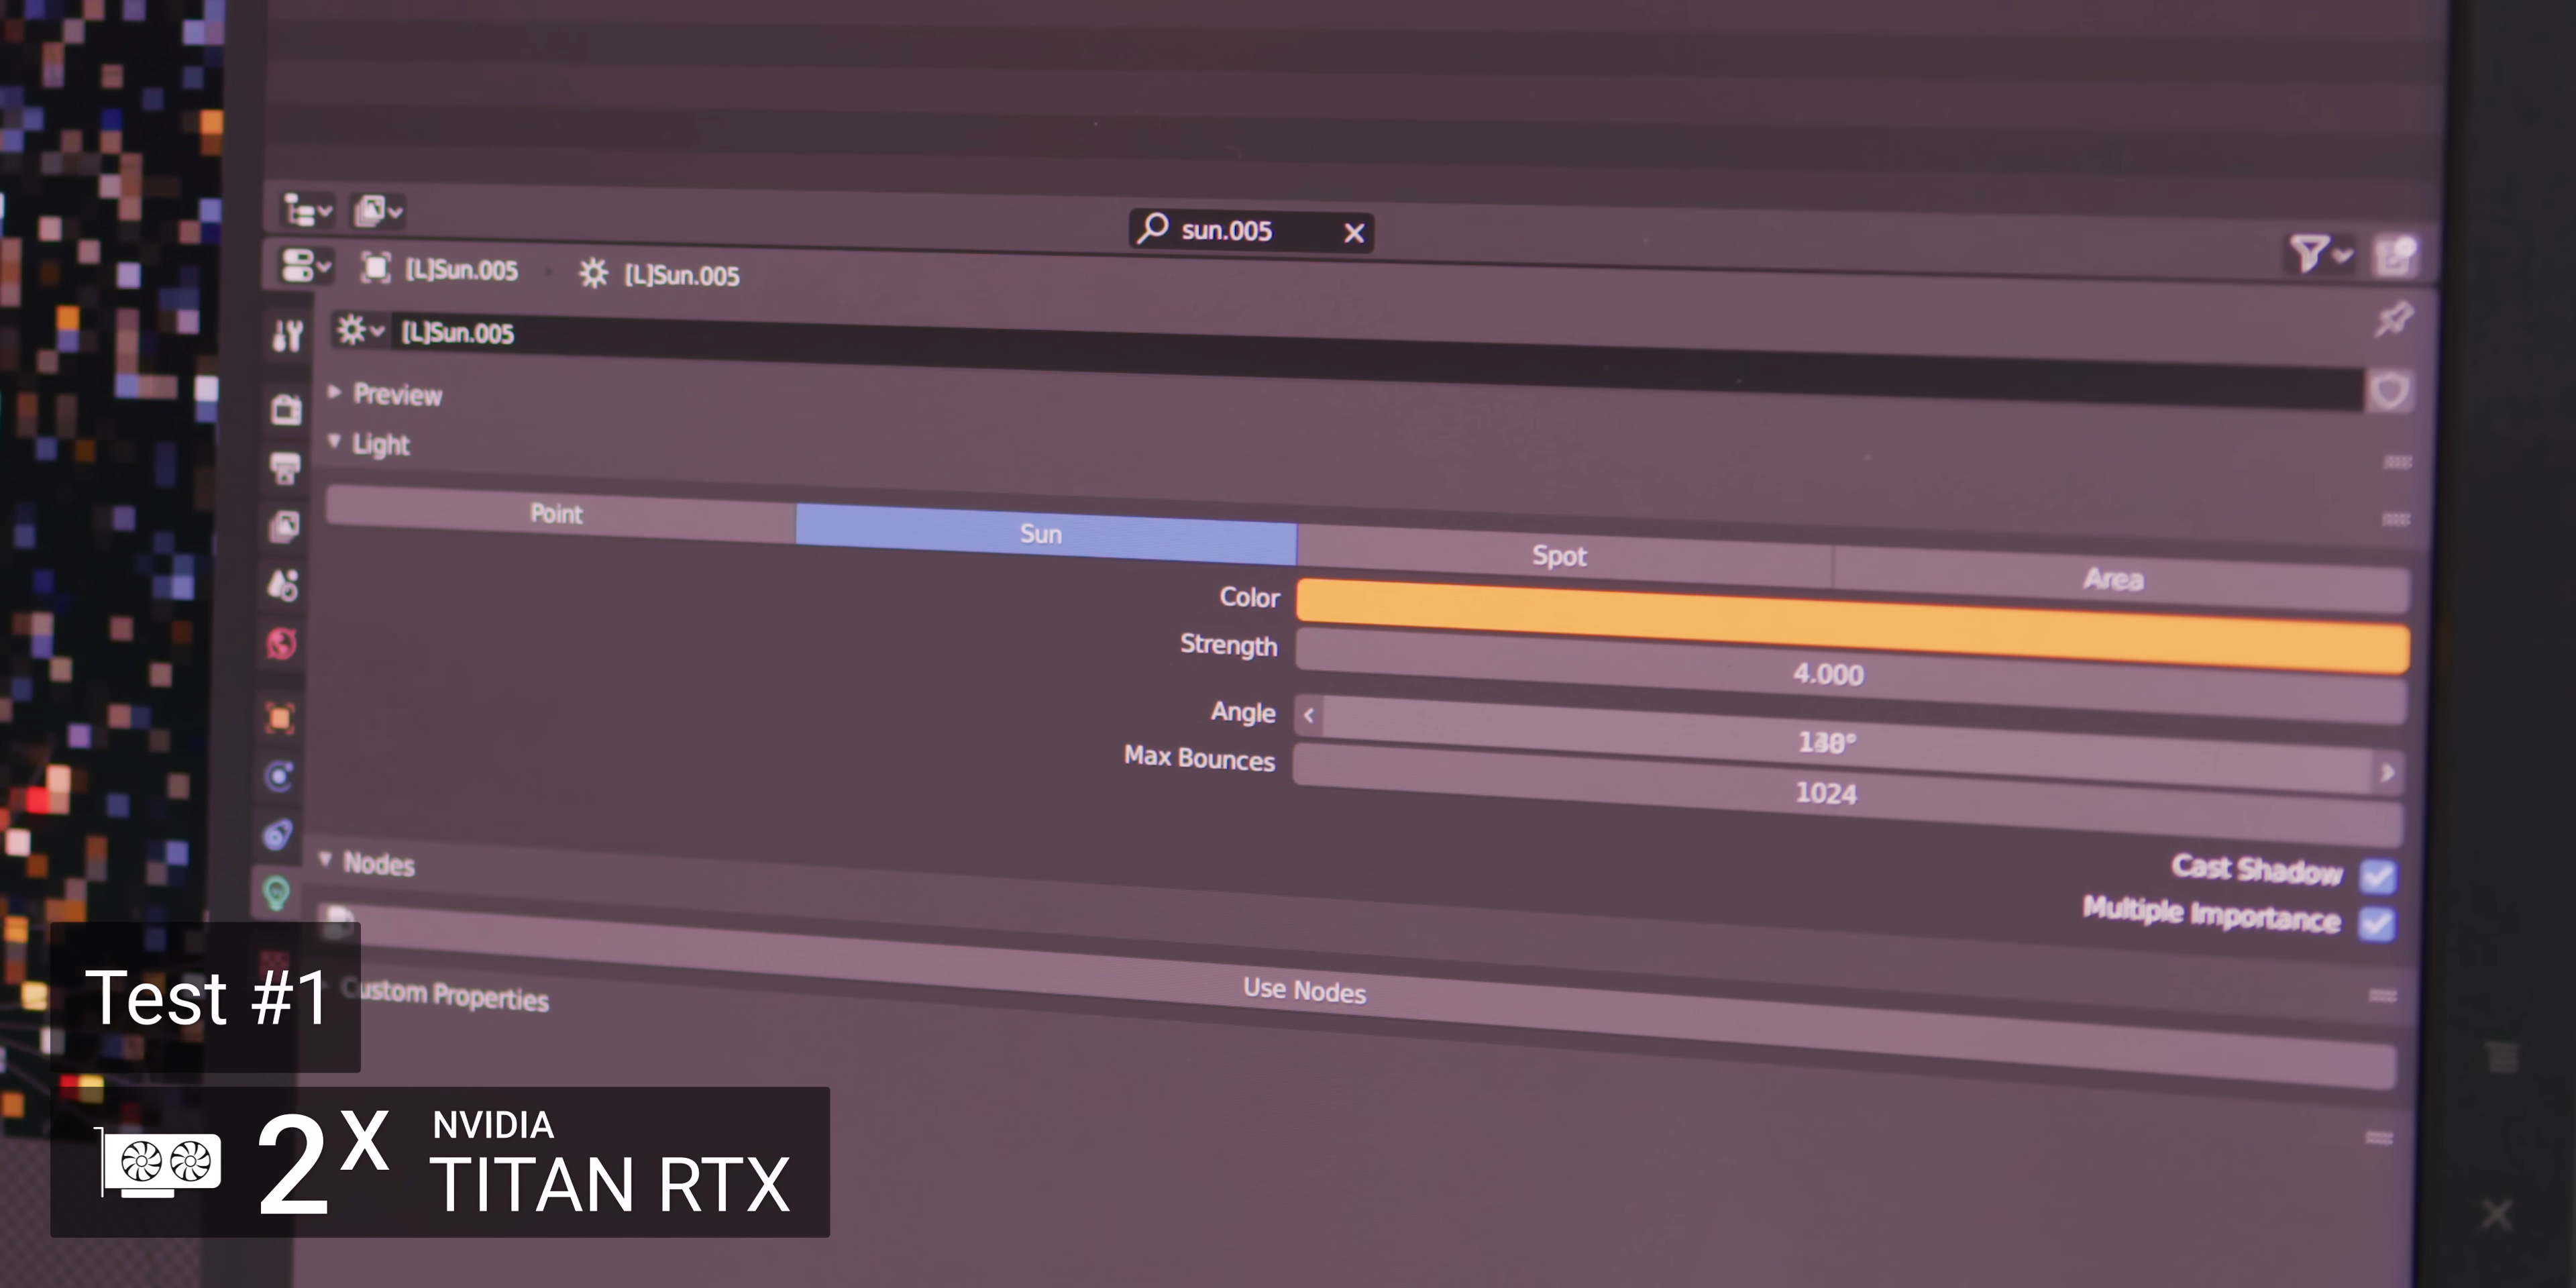 sun.005
[L]Sun.005 [L]Sun.005
[L]Sun.005
Preview
Light
Point Sun Spot Area
Color
Strength 4.000
Angle
Max Bounces 1024
Cast Shadow
Multiple Importance
Nodes
Use Nodes
Custom Properties
Test #1
2X NVIDIA
TITAN RTX